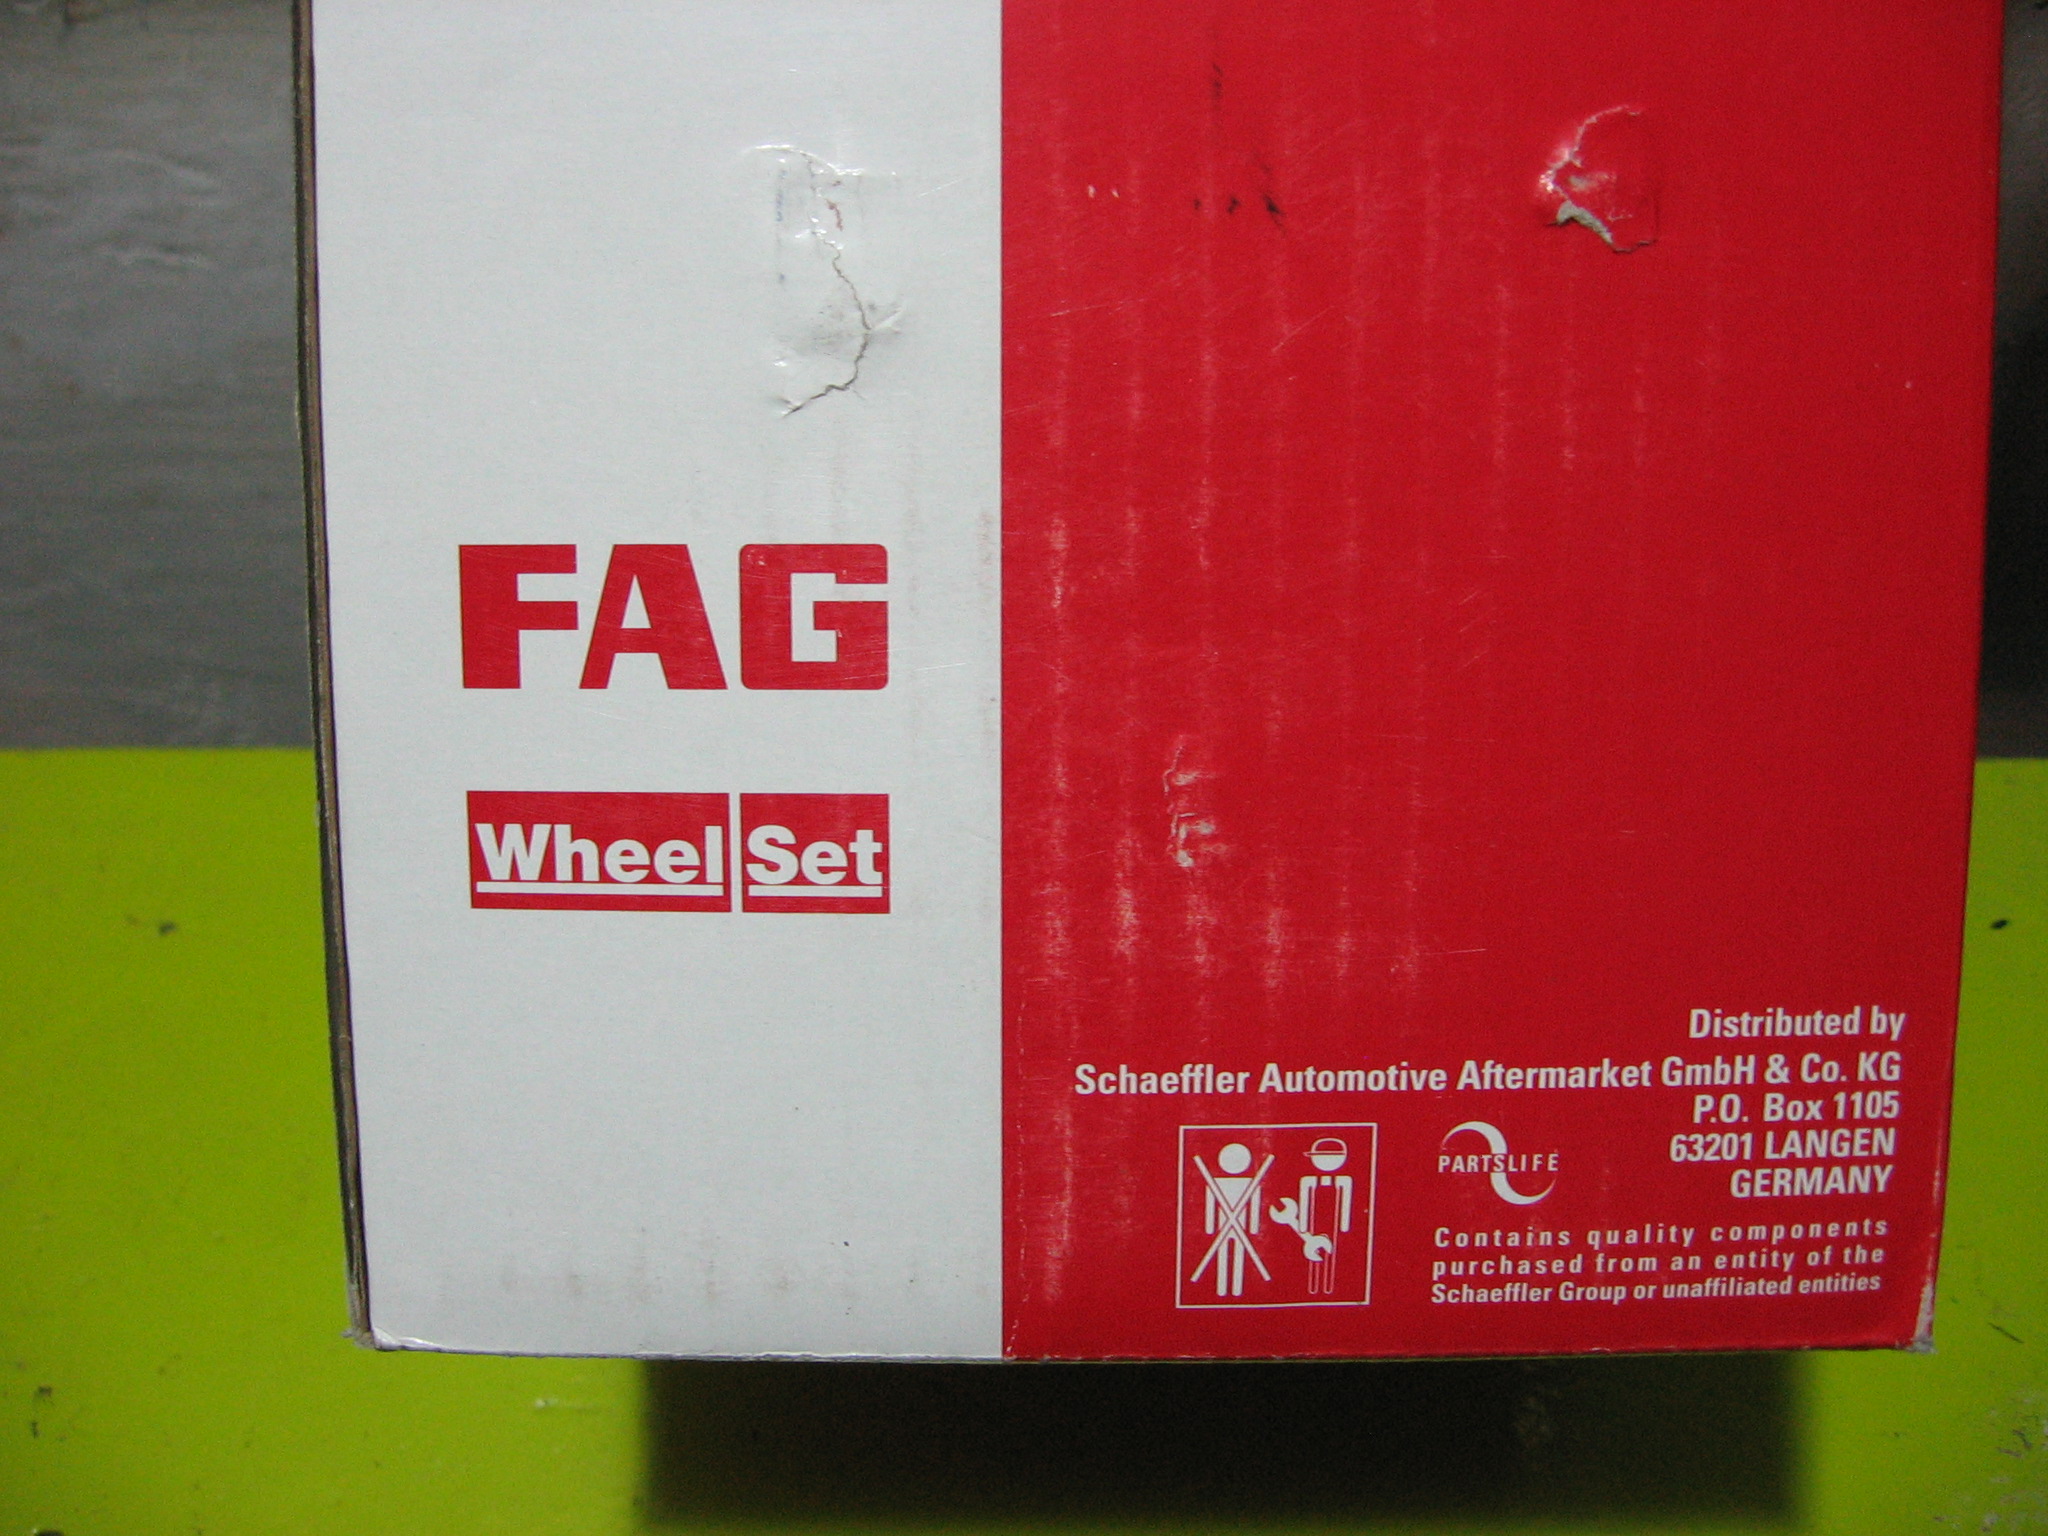 FAG
Wheel Set
Distributed by
Schaeffler Automotive Aftermarket GmbH & Co. KG
P.O. Box 1105
63201 LANGEN
GERMANY
PARTSLIFE
Contains quality components
purchased from an entity of the
Schaeffler Group or unaffiliated entities